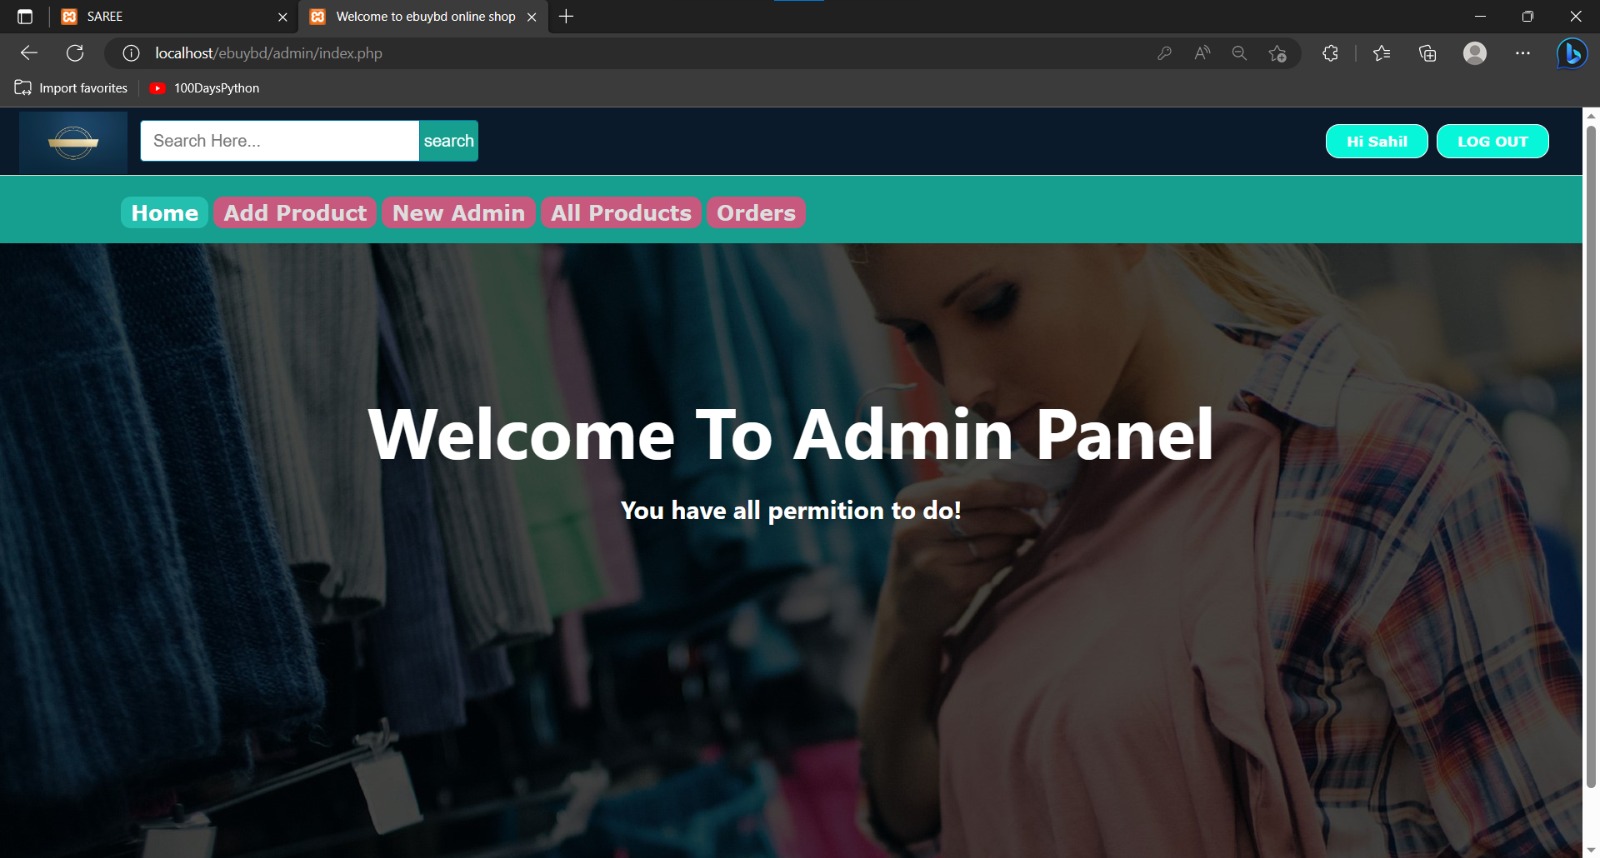 SAREE
Welcome to ebuybd online shop
localhost/ebuybd/admin/index.php
Import favorites
100DaysPython
Search Here...
search
Hi Sahil
LOG OUT
Home
Add Product
New Admin
All Products
Orders
Welcome To Admin Panel
You have all permition to do!